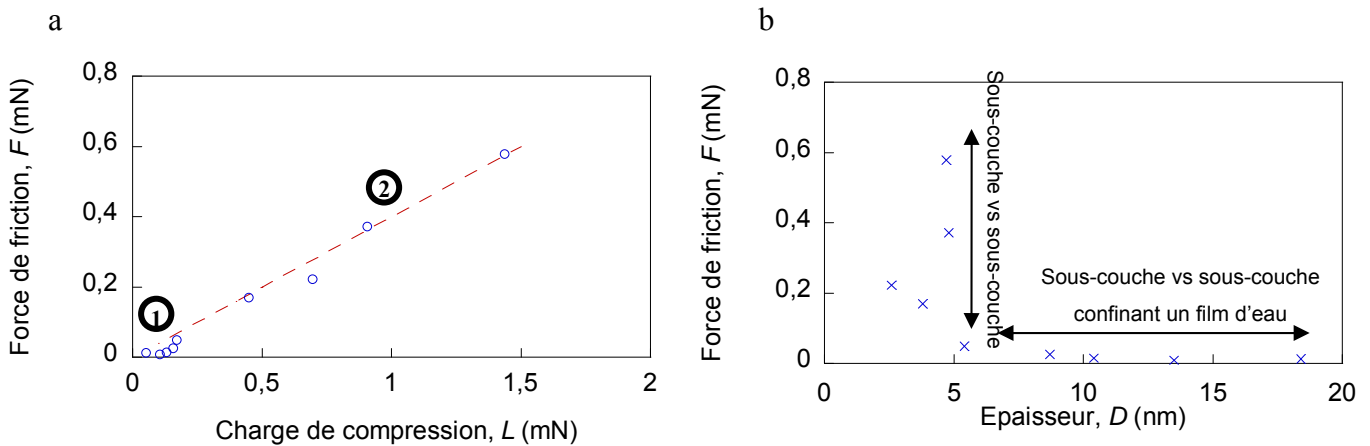 a
0,8
0,6
0,4
0,2
0
Force de friction, F (mN)
1
2
0 0,5 1 1,5 2
Charge de compression, L (mN)
b
0,8
0,6
0,4
0,2
0
Force de friction, F (mN)
Sous-couche vs sous-couche
Sous-couche vs sous-couche
confinant un film d'eau
0 5 10 15 20
Epaisseur, D (nm)